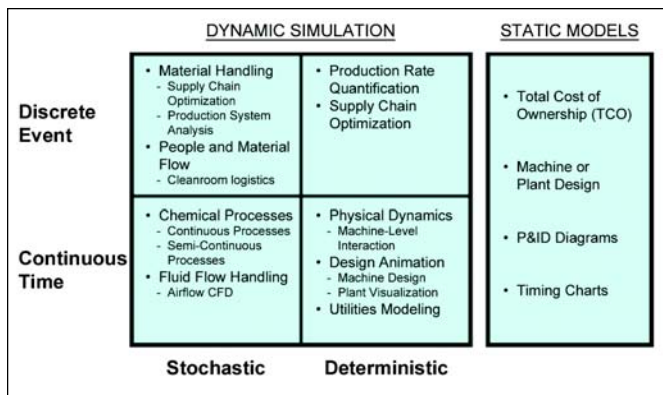 DYNAMIC SIMULATION
STATIC MODELS
Discrete
Event
• Material Handling
- Supply Chain
Optimization
- Production System
Analysis
• People and Material
Flow
- Cleanroom logistics
• Production Rate
Quantification
• Supply Chain
Optimization
Continuous
Time
• Chemical Processes
- Continuous Processes
- Semi-Continuous
Processes
• Fluid Flow Handling
- Airflow CFD
• Physical Dynamics
- Machine-Level
Interaction
• Design Animation
- Machine Design
- Plant Visualization
• Utilities Modeling
• Total Cost of
Ownership (TCO)
• Machine or
Plant Design
• P&ID Diagrams
• Timing Charts
Stochastic
Deterministic